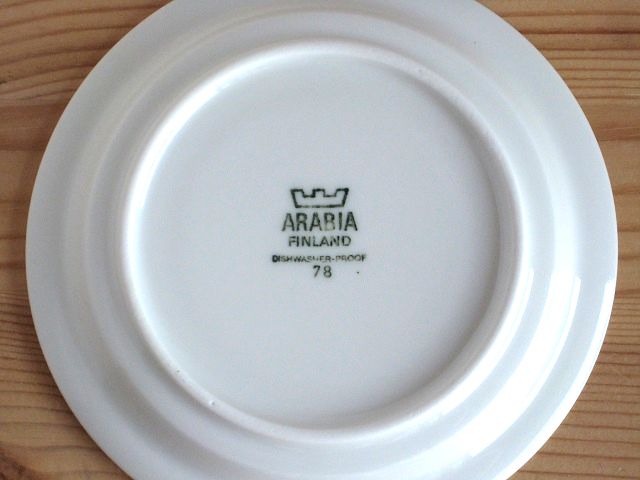 ARABIA
FINLAND
DISHWASHER-PROOF
78